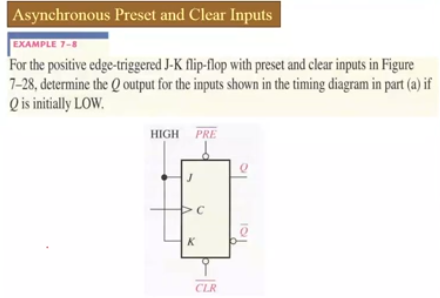 Asynchronous Preset and Clear Inputs
EXAMPLE 7-8
For the positive edge-triggered J-K flip-flop with preset and clear inputs in Figure
7–28, determine the Q output for the inputs shown in the timing diagram in part (a) if
Q is initially LOW.
HIGH P̅R̅E̅
J Q
C
K Q̅
C̅L̅R̅